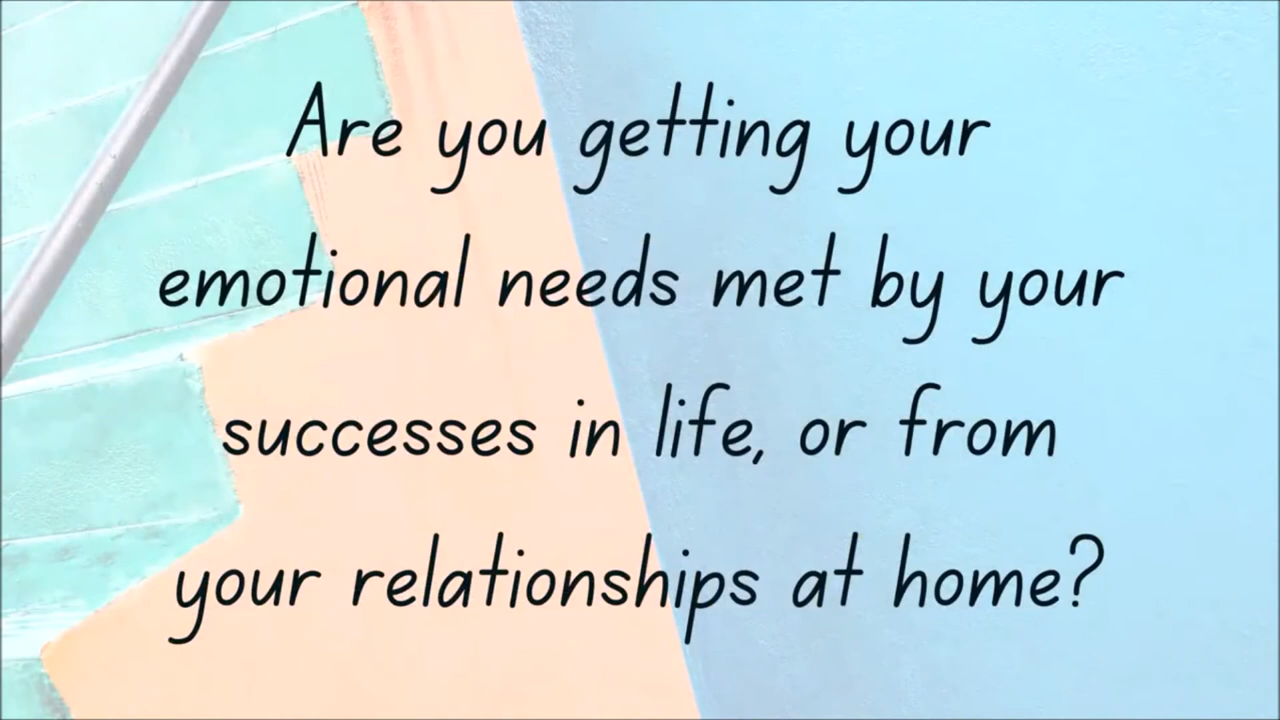 Are you getting your
emotional needs met by your
successes in life, or from
your relationships at home?